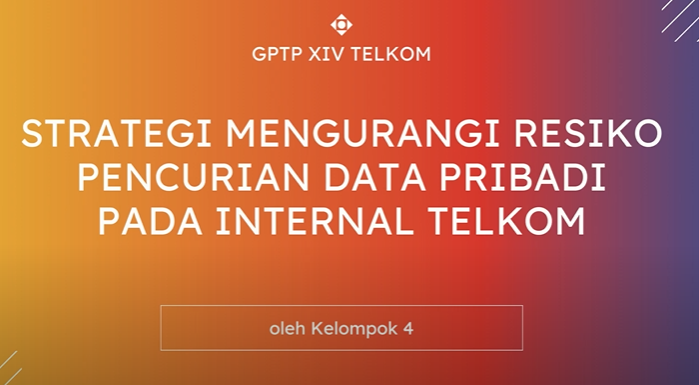 GPTP XIV TELKOM
STRATEGI MENGURANGI RESIKO
PENCURIAN DATA PRIBADI
PADA INTERNAL TELKOM
oleh Kelompok 4